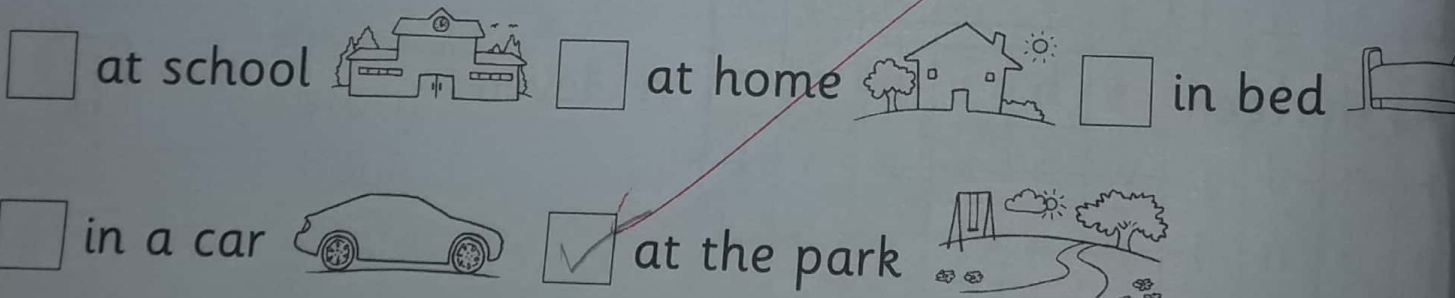 at school at home in bed
in a car at the park